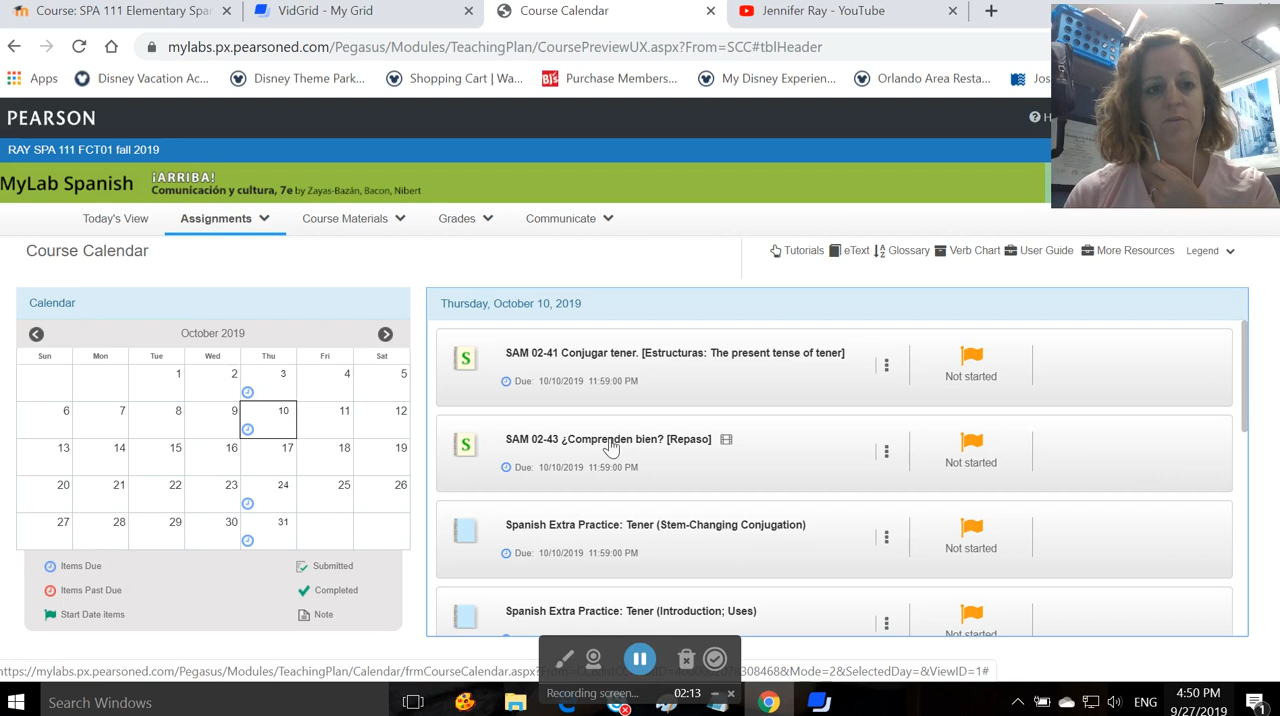 Course: SPA 111 Elementary Spa
VidGrid - My Grid
Course Calendar
Jennifer Ray - YouTube
mylabs.px.pearsoned.com/Pegasus/Modules/TeachingPlan/CoursePreviewUX.aspx?From=SCC#tblHeader
Apps
Disney Vacation Ac...
Disney Theme Park...
Shopping Cart | Wa...
BJ's
Purchase Members...
My Disney Experien...
Orlando Area Resta...
Jos
PEARSON
H
RAY SPA 111 FCT01 fall 2019
MyLab Spanish
¡ARRIBA!
Comunicación y cultura, 7e by Zayas-Bazán, Bacon, Nibert
Today's View
Assignments
Course Materials
Grades
Communicate
Course Calendar
Tutorials
eText
Glossary
Verb Chart
User Guide
More Resources
Legend
Calendar
October 2019
Sun Mon Tue Wed Thu Fri Sat
1 2 3 4 5
6 7 8 9 10 11 12
13 14 15 16 17 18 19
20 21 22 23 24 25 26
27 28 29 30 31
Items Due
Submitted
Items Past Due
Completed
Start Date items
Note
Thursday, October 10, 2019
S
SAM 02-41 Conjugar tener. [Estructuras: The present tense of tener]
Due: 10/10/2019 11:59:00 PM
Not started
S
SAM 02-43 ¿Comprenden bien? [Repaso]
Due: 10/10/2019 11:59:00 PM
Not started
Spanish Extra Practice: Tener (Stem-Changing Conjugation)
Due: 10/10/2019 11:59:00 PM
Not started
Spanish Extra Practice: Tener (Introduction; Uses)
Not started
Recording screen...
02:13
Search Windows
ENG
4:50 PM
9/27/2019
1